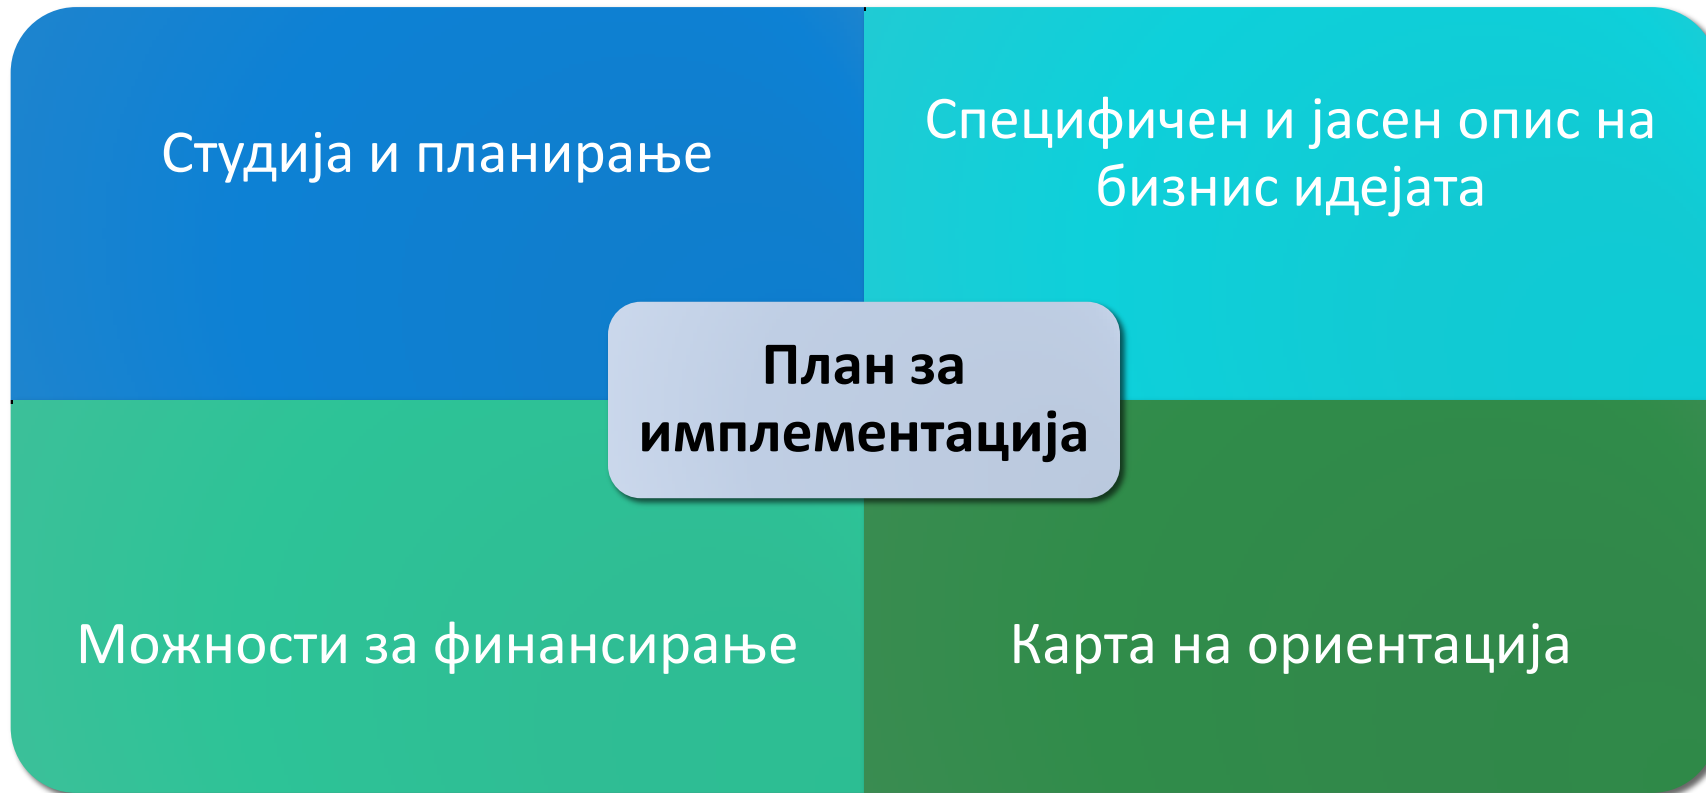 Студија и планирање
Специфичен и јасен опис на
бизнис идејата
План за
имплементација
Можности за финансирање
Карта на ориентација